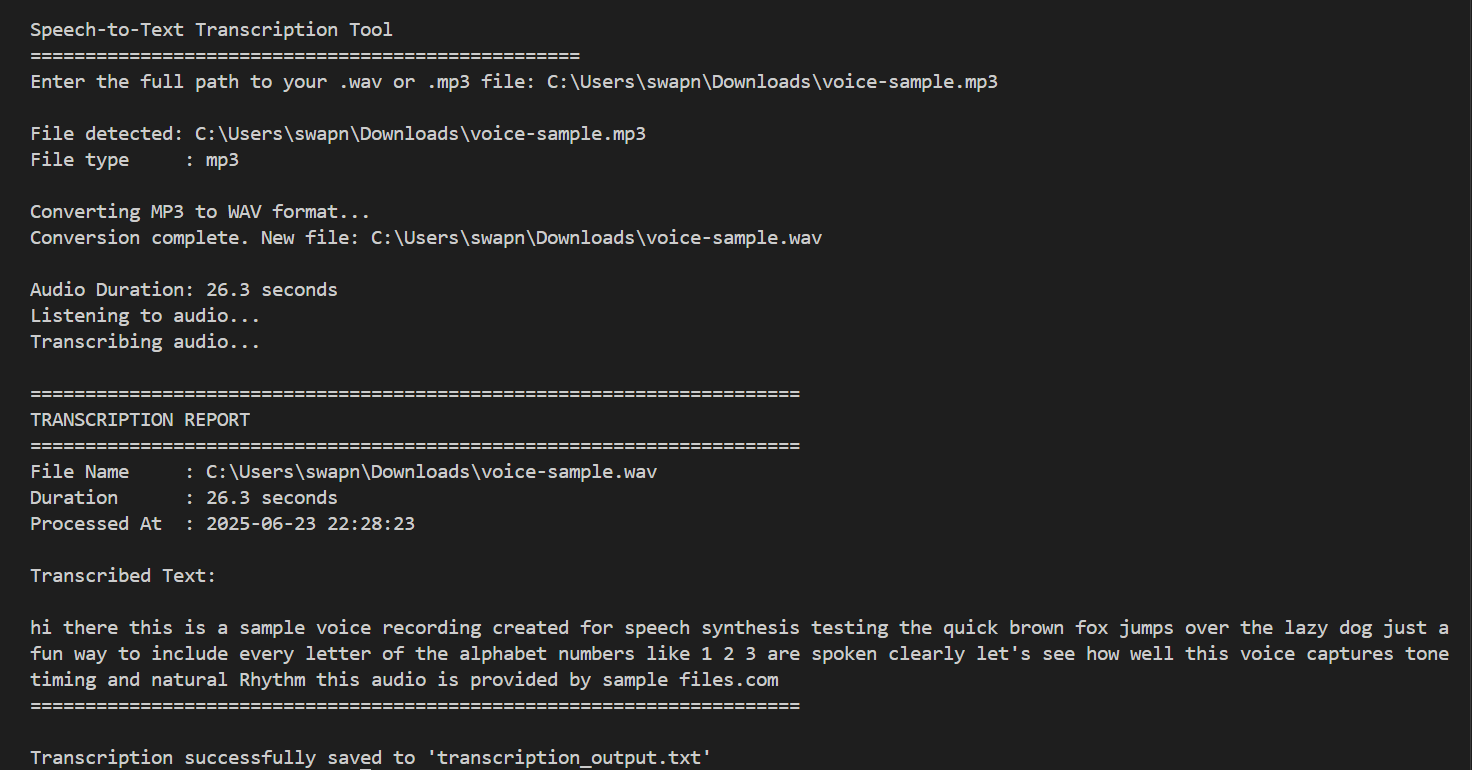 Speech-to-Text Transcription Tool
==================================================
Enter the full path to your .wav or .mp3 file: C:\Users\swapn\Downloads\voice-sample.mp3
File detected: C:\Users\swapn\Downloads\voice-sample.mp3
File type     : mp3
Converting MP3 to WAV format...
Conversion complete. New file: C:\Users\swapn\Downloads\voice-sample.wav
Audio Duration: 26.3 seconds
Listening to audio...
Transcribing audio...
======================================================================
TRANSCRIPTION REPORT
======================================================================
File Name     : C:\Users\swapn\Downloads\voice-sample.wav
Duration      : 26.3 seconds
Processed At  : 2025-06-23 22:28:23
Transcribed Text:
hi there this is a sample voice recording created for speech synthesis testing the quick brown fox jumps over the lazy dog just a
fun way to include every letter of the alphabet numbers like 1 2 3 are spoken clearly let's see how well this voice captures tone
timing and natural Rhythm this audio is provided by sample files.com
======================================================================
Transcription successfully saved to 'transcription_output.txt'